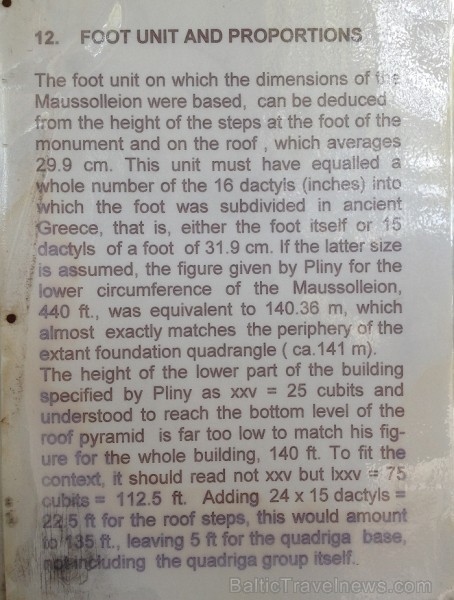 12. FOOT UNIT AND PROPORTIONS
The foot unit on which the dimensions of the
Maussolleion were based, can be deduced
from the height of the steps at the foot of the
monument and on the roof , which averages
29.9 cm. This unit must have equalled a
whole number of the 16 dactyls (inches) into
which the foot was subdivided in ancient
Greece, that is, either the foot itself or 15
dactyls of a foot of 31.9 cm. If the latter size
is assumed, the figure given by Pliny for the
lower circumference of the Maussolleion,
440 ft., was equivalent to 140.36 m, which
almost exactly matches the periphery of the
extant foundation quadrangle ( ca.141 m).
The height of the lower part of the building
specified by Pliny as xxv = 25 cubits and
understood to reach the bottom level of the
roof pyramid is far too low to match his fig-
ure for the whole building, 140 ft. To fit the
context, it should read not xxv but lxxv = 75
cubits = 112.5 ft. Adding 24 x 15 dactyls =
22.5 ft for the roof steps, this would amount
to 135 ft., leaving 5 ft for the quadriga base,
not including the quadriga group itself.
BalticTravelnews.com